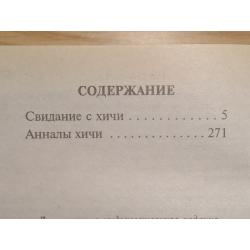 СОДЕРЖАНИЕ
Свидание с хичи . . . . . . . . . . . . 5
Анналы хичи . . . . . . . . . . . . . . 271